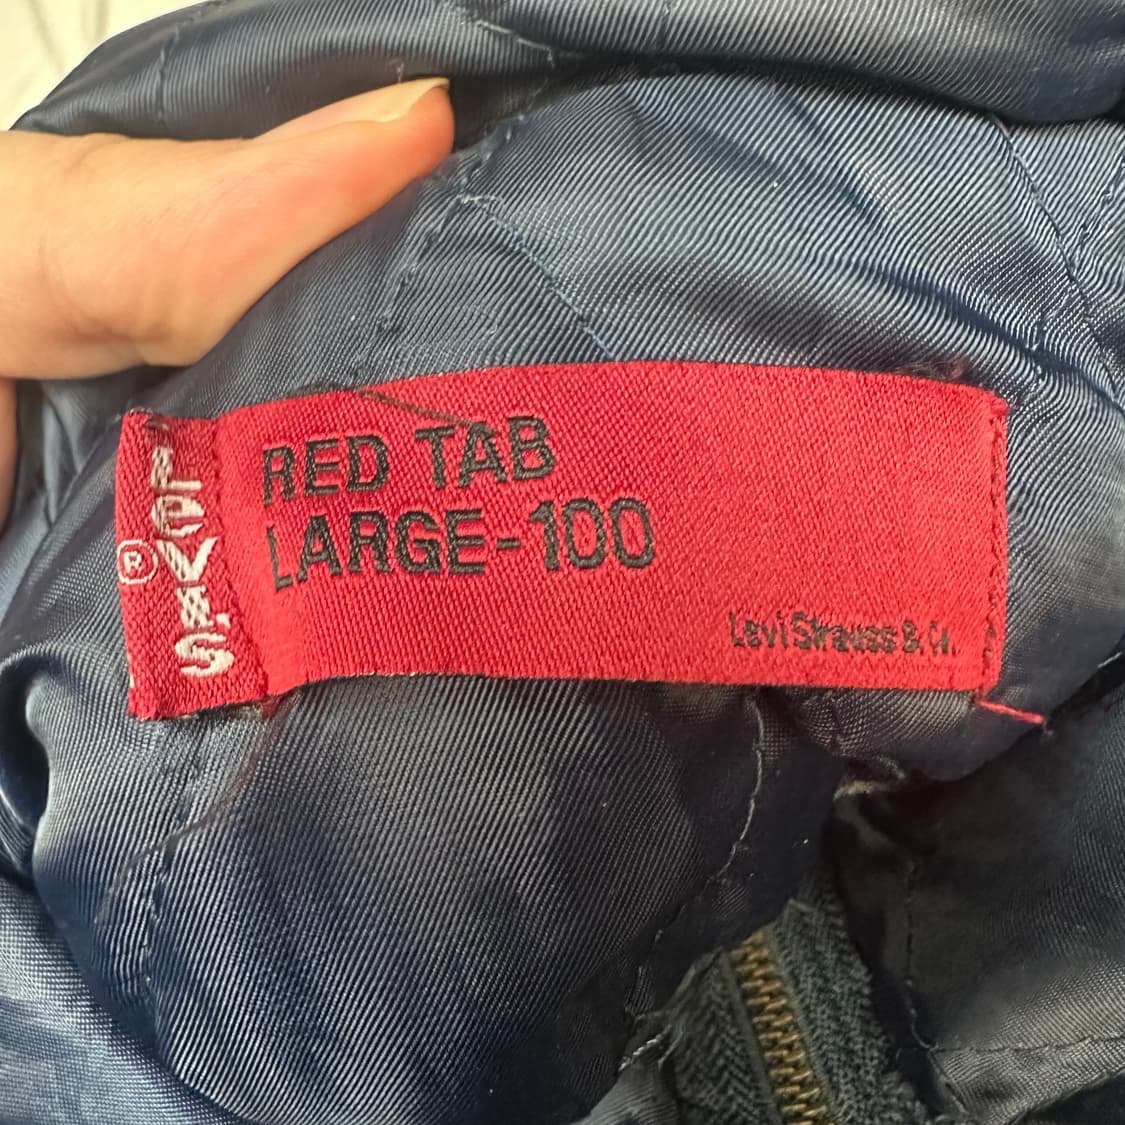 LEVI'S
®
RED TAB
LARGE-100
Levi Strauss & Co.